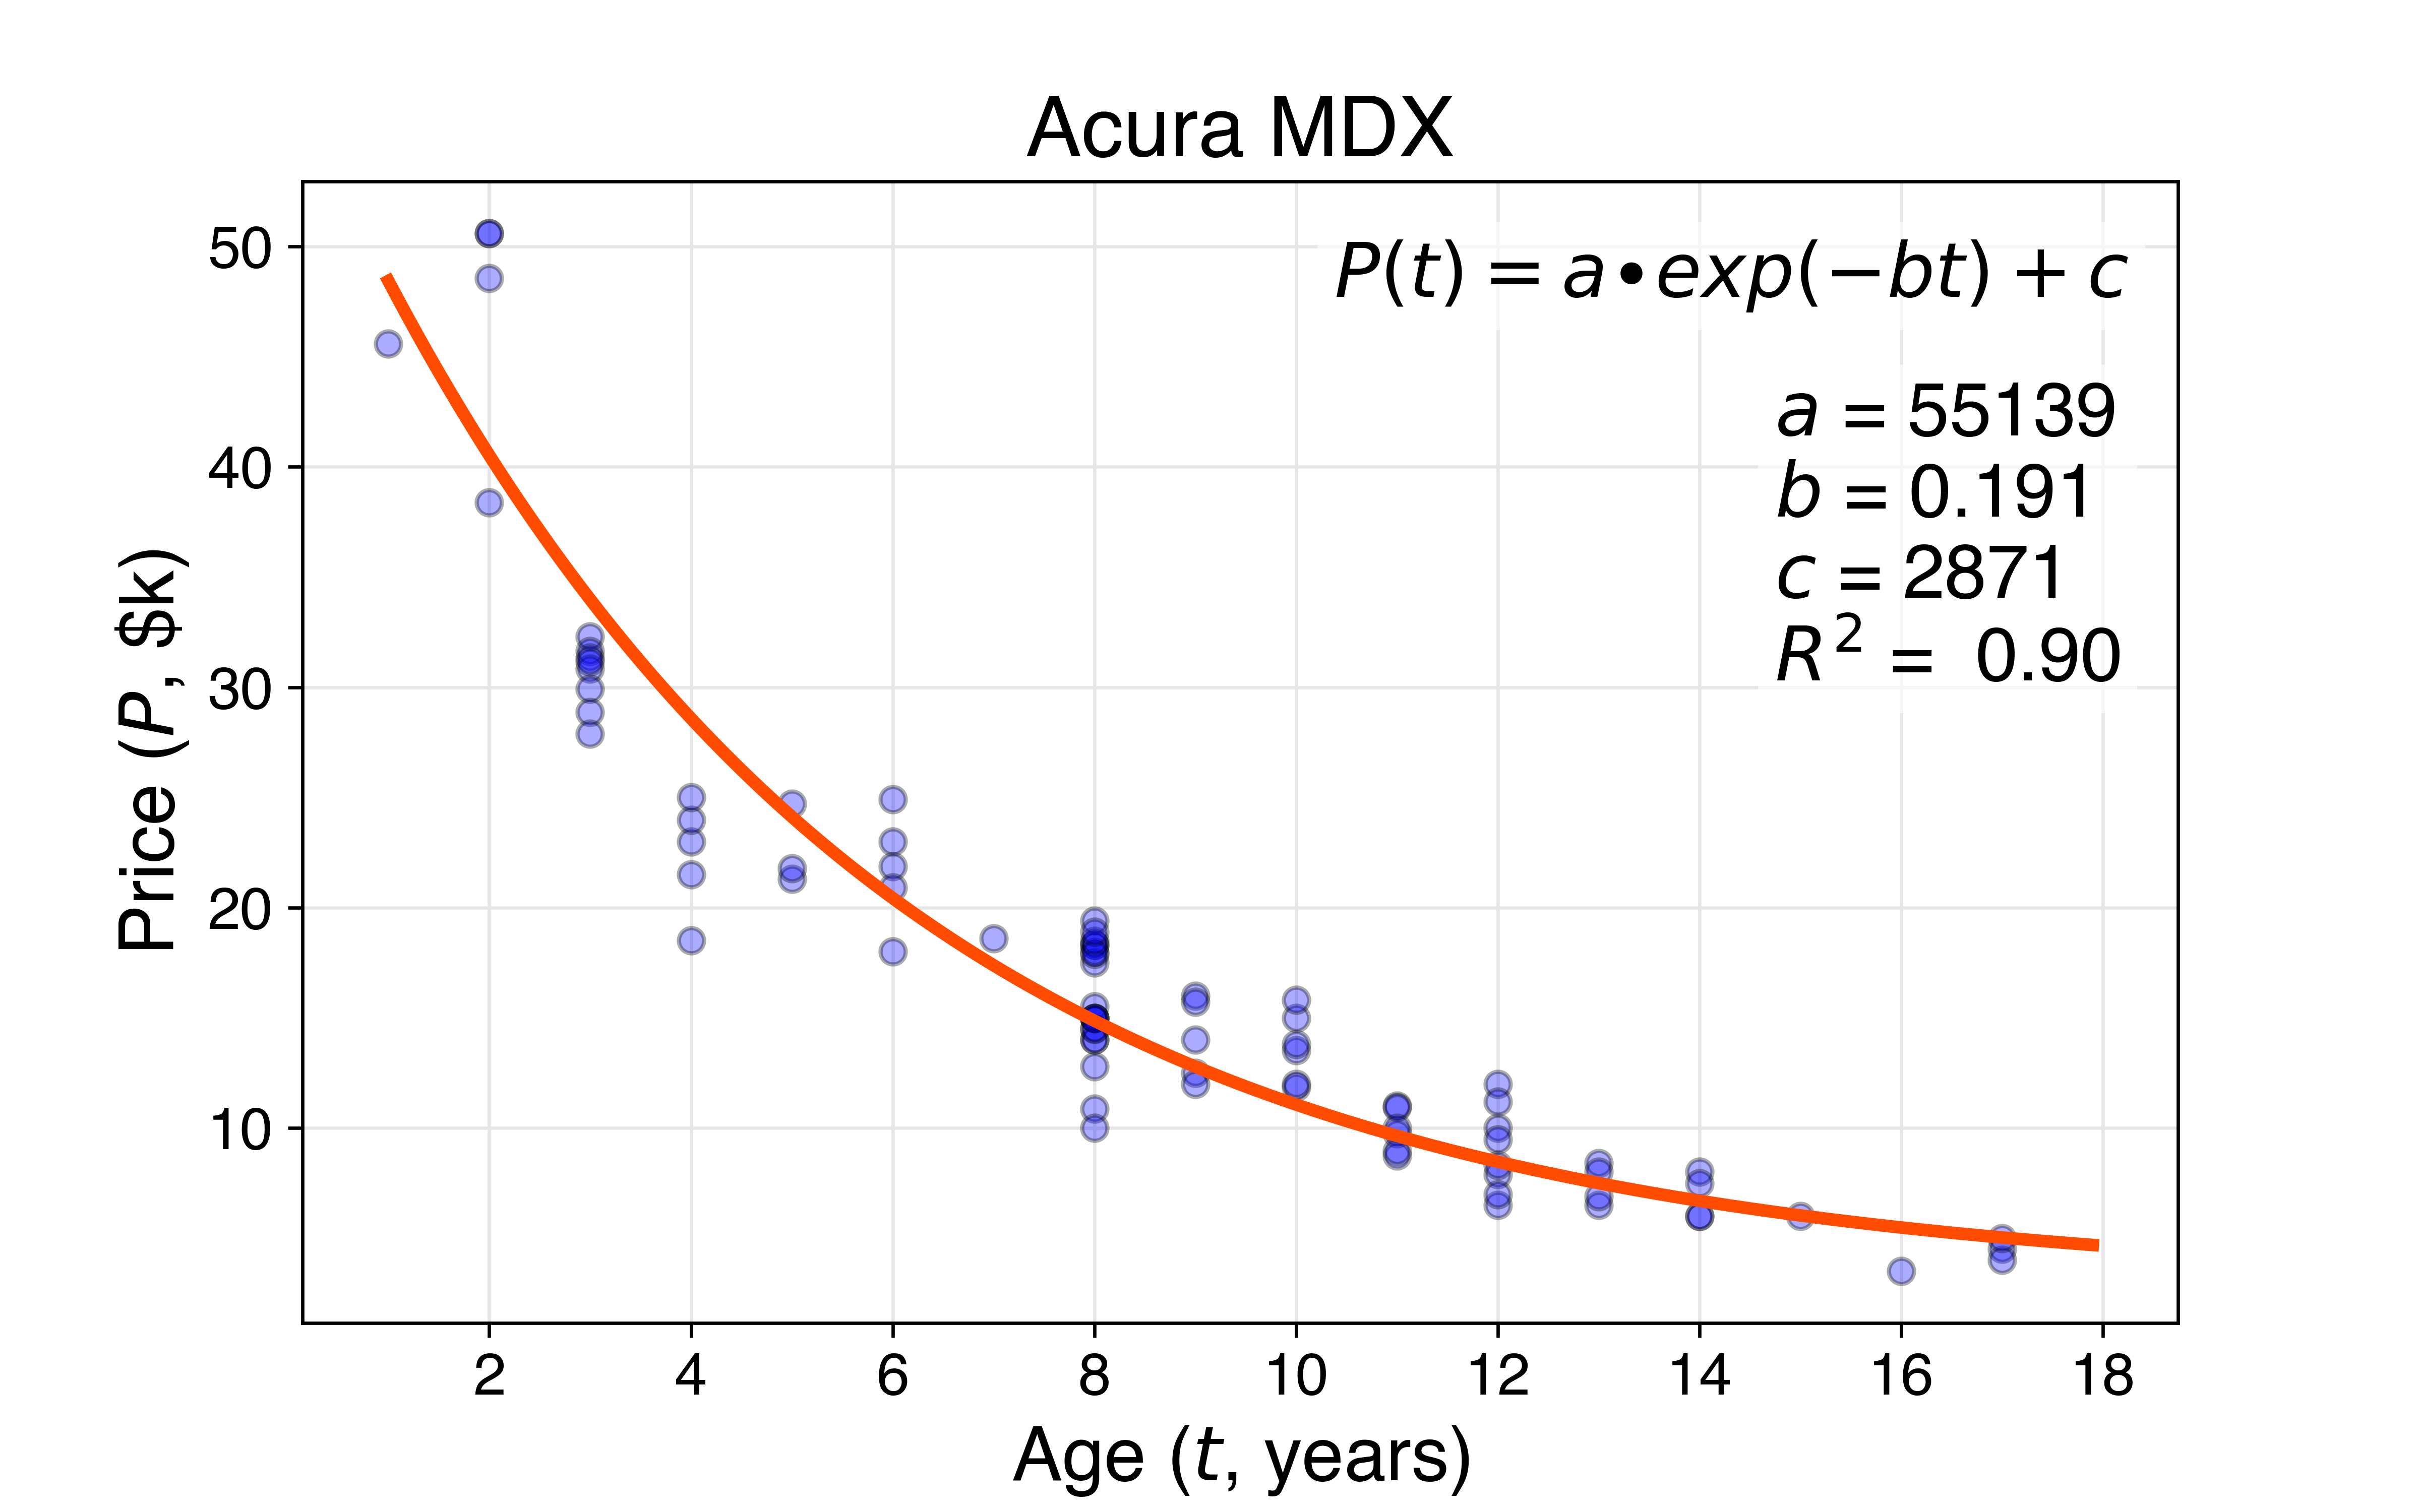 Acura MDX
P(t) = a•exp(−bt) + c
a = 55139
b = 0.191
c = 2871
R² = 0.90
Price (P, $k)
50
40
30
20
10
2 4 6 8 10 12 14 16 18
Age (t, years)